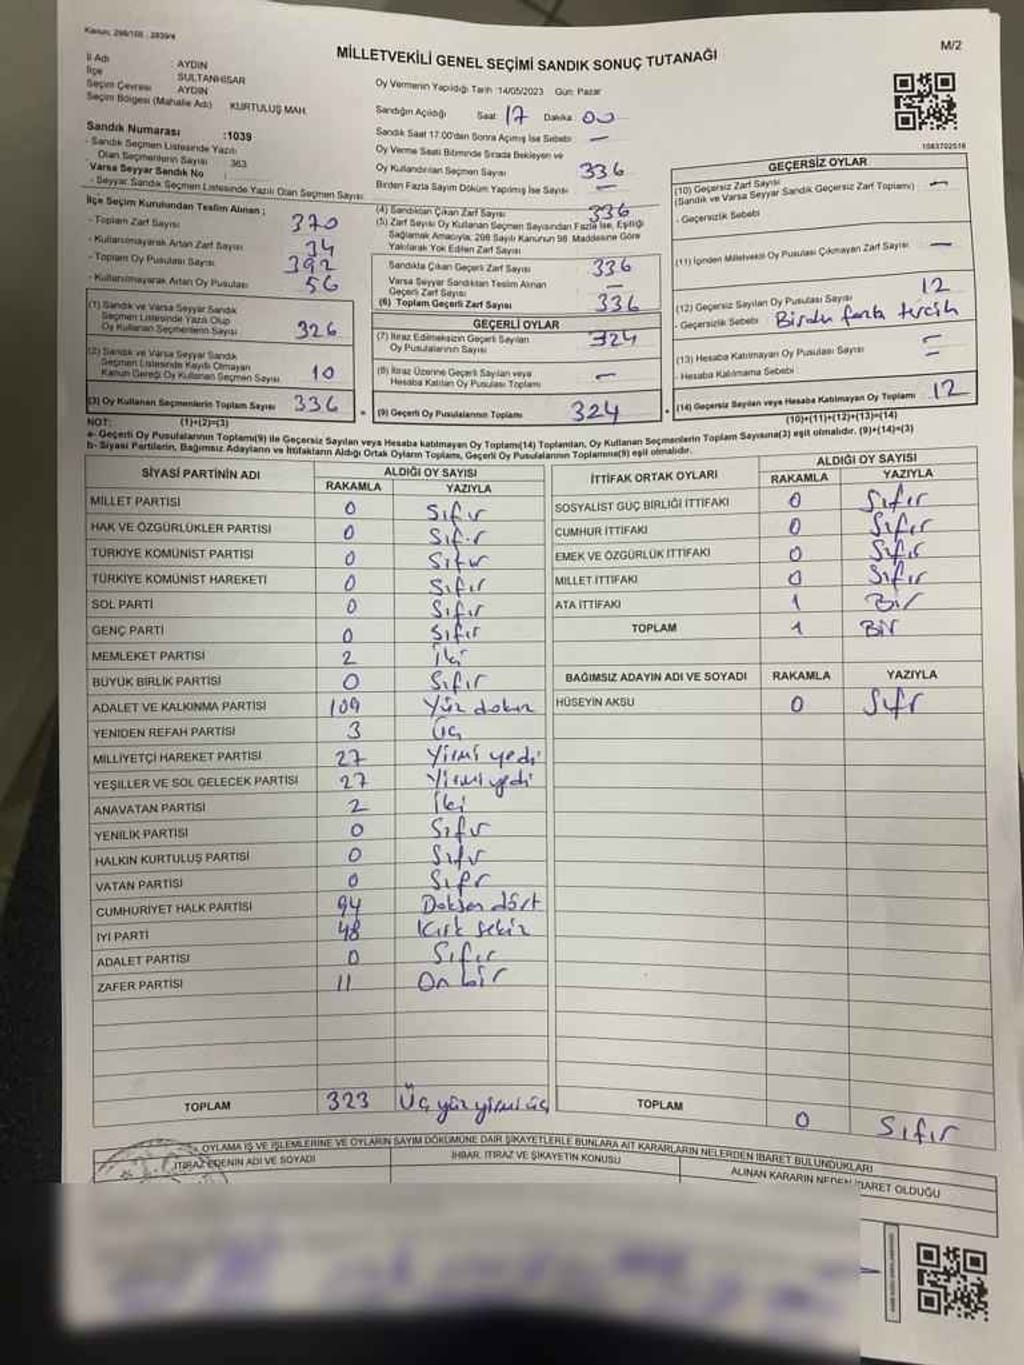 Kanun: 298/105 - 2839/4
M/2
MİLLETVEKİLİ GENEL SEÇİMİ SANDIK SONUÇ TUTANAĞI
İl Adı : AYDIN
İlçe SULTANHİSAR
Seçim Çevresi AYDIN
Seçim Bölgesi (Mahalle Adı) KURTULUŞ MAH.
Sandık Numarası :1039
- Sandık Seçmen Listesinde Yazılı
Olan Seçmenlerin Sayısı 363
Varsa Seyyar Sandık No
- Seyyar Sandık Seçmen Listesinde Yazılı Olan Seçmen Sayısı
Oy Vermenin Yapıldığı Tarih :14/05/2023 Gün: Pazar
Sandığın Açıldığı Saat 17 Dakika 00
Sandık Saat 17.00'den Sonra Açılmış İse Sebebi —
Oy Verme Saati Bitiminde Sırada Bekleyen ve
Oy Kullandırılan Seçmen Sayısı 336
Birden Fazla Sayım Döküm Yapılmış İse Sayısı —
1583702516
İlçe Seçim Kurulundan Teslim Alınan ;
- Toplam Zarf Sayısı 370
- Kullanılmayarak Artan Zarf Sayısı 34
- Toplam Oy Pusulası Sayısı 392
- Kullanılmayarak Artan Oy Pusulası 56
(1) Sandık ve Varsa Seyyar Sandık
Seçmen Listesinde Yazılı Olup
Oy Kullanan Seçmenlerin Sayısı 326
(2) Sandık ve Varsa Seyyar Sandık
Seçmen Listesinde Kaydı Olmayan
Kanun Gereği Oy Kullanan Seçmen Sayısı 10
(3) Oy Kullanan Seçmenlerin Toplam Sayısı 336
(1)+(2)=(3)
(4) Sandıktan Çıkan Zarf Sayısı 336
(5) Zarf Sayısı Oy Kullanan Seçmen Sayısından Fazla İse, Eşitliği
Sağlamak Amacıyla; 298 Sayılı Kanunun 98. Maddesine Göre
Yakılarak Yok Edilen Zarf Sayısı
Sandıkta Çıkan Geçerli Zarf Sayısı 336
Varsa Seyyar Sandıktan Teslim Alınan
Geçerli Zarf Sayısı —
(6) Toplam Geçerli Zarf Sayısı 336
GEÇERLİ OYLAR
(7) İtiraz Edilmeksizin Geçerli Sayılan
Oy Pusulalarının Sayısı 324
(8) İtiraz Üzerine Geçerli Sayılan veya
Hesaba Katılan Oy Pusulası Toplamı —
(9) Geçerli Oy Pusulalarının Toplamı 324
GEÇERSİZ OYLAR
(10) Geçersiz Zarf Sayısı
(Sandık ve Varsa Seyyar Sandık Geçersiz Zarf Toplamı) —
- Geçersizlik Sebebi
(11) İçinden Milletvekili Oy Pusulası Çıkmayan Zarf Sayısı —
(12) Geçersiz Sayılan Oy Pusulası Sayısı 12
- Geçersizlik Sebebi Birden fazla tercih
(13) Hesaba Katılmayan Oy Pusulası Sayısı —
- Hesaba Katılmama Sebebi —
(14) Geçersiz Sayılan veya Hesaba Katılmayan Oy Toplamı 12
(10)+(11)+(12)+(13)=(14)
NOT:
a- Geçerli Oy Pusulalarının Toplamı(9) ile Geçersiz Sayılan veya Hesaba katılmayan Oy Toplamı(14) Toplamları, Oy Kullanan Seçmenlerin Toplam Sayısına(3) eşit olmalıdır. (9)+(14)=(3)
b- Siyasi Partilerin, Bağımsız Adayların ve İttifakların Aldığı Ortak Oyların Toplamı, Geçerli Oy Pusulalarının Toplamına(9) eşit olmalıdır.
SİYASİ PARTİNİN ADI ALDIĞI OY SAYISI
RAKAMLA YAZIYLA
MİLLET PARTİSİ 0 Sıfır
HAK VE ÖZGÜRLÜKLER PARTİSİ 0 Sıfır
TÜRKİYE KOMÜNİST PARTİSİ 0 Sıfır
TÜRKİYE KOMÜNİST HAREKETİ 0 Sıfır
SOL PARTİ 0 Sıfır
GENÇ PARTİ 0 Sıfır
MEMLEKET PARTİSİ 2 İki
BÜYÜK BİRLİK PARTİSİ 0 Sıfır
ADALET VE KALKINMA PARTİSİ 109 Yüz dokuz
YENİDEN REFAH PARTİSİ 3 Üç
MİLLİYETÇİ HAREKET PARTİSİ 27 Yirmi yedi
YEŞİLLER VE SOL GELECEK PARTİSİ 27 Yirmi yedi
ANAVATAN PARTİSİ 2 İki
YENİLİK PARTİSİ 0 Sıfır
HALKIN KURTULUŞ PARTİSİ 0 Sıfır
VATAN PARTİSİ 0 Sıfır
CUMHURİYET HALK PARTİSİ 94 Doksan dört
İYİ PARTİ 48 Kırk sekiz
ADALET PARTİSİ 0 Sıfır
ZAFER PARTİSİ 11 On bir
TOPLAM 323 Üç yüz yirmi üç
İTTİFAK ORTAK OYLARI ALDIĞI OY SAYISI
RAKAMLA YAZIYLA
SOSYALİST GÜÇ BİRLİĞİ İTTİFAKI 0 Sıfır
CUMHUR İTTİFAKI 0 Sıfır
EMEK VE ÖZGÜRLÜK İTTİFAKI 0 Sıfır
MİLLET İTTİFAKI 0 Sıfır
ATA İTTİFAKI 1 Bir
TOPLAM 1 Bir
BAĞIMSIZ ADAYIN ADI VE SOYADI RAKAMLA YAZIYLA
HÜSEYİN AKSU 0 Sıfır
TOPLAM 0 Sıfır
OYLAMA İŞ VE İŞLEMLERİNE VE OYLARIN SAYIM DÖKÜMÜNE DAİR ŞİKAYETLERLE BUNLARA AİT KARARLARIN NELERDEN İBARET BULUNDUKLARI
İTİRAZ EDENİN ADI VE SOYADI
İHBAR, İTİRAZ VE ŞİKAYETİN KONUSU
ALINAN KARARIN NEDEN İBARET OLDUĞU